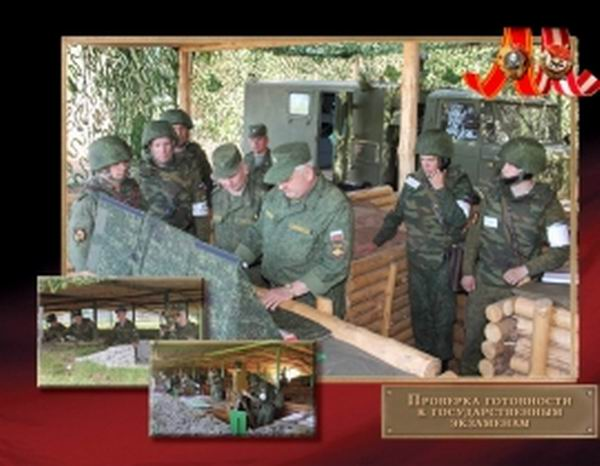 Проверка готовности
к государственным
экзаменам